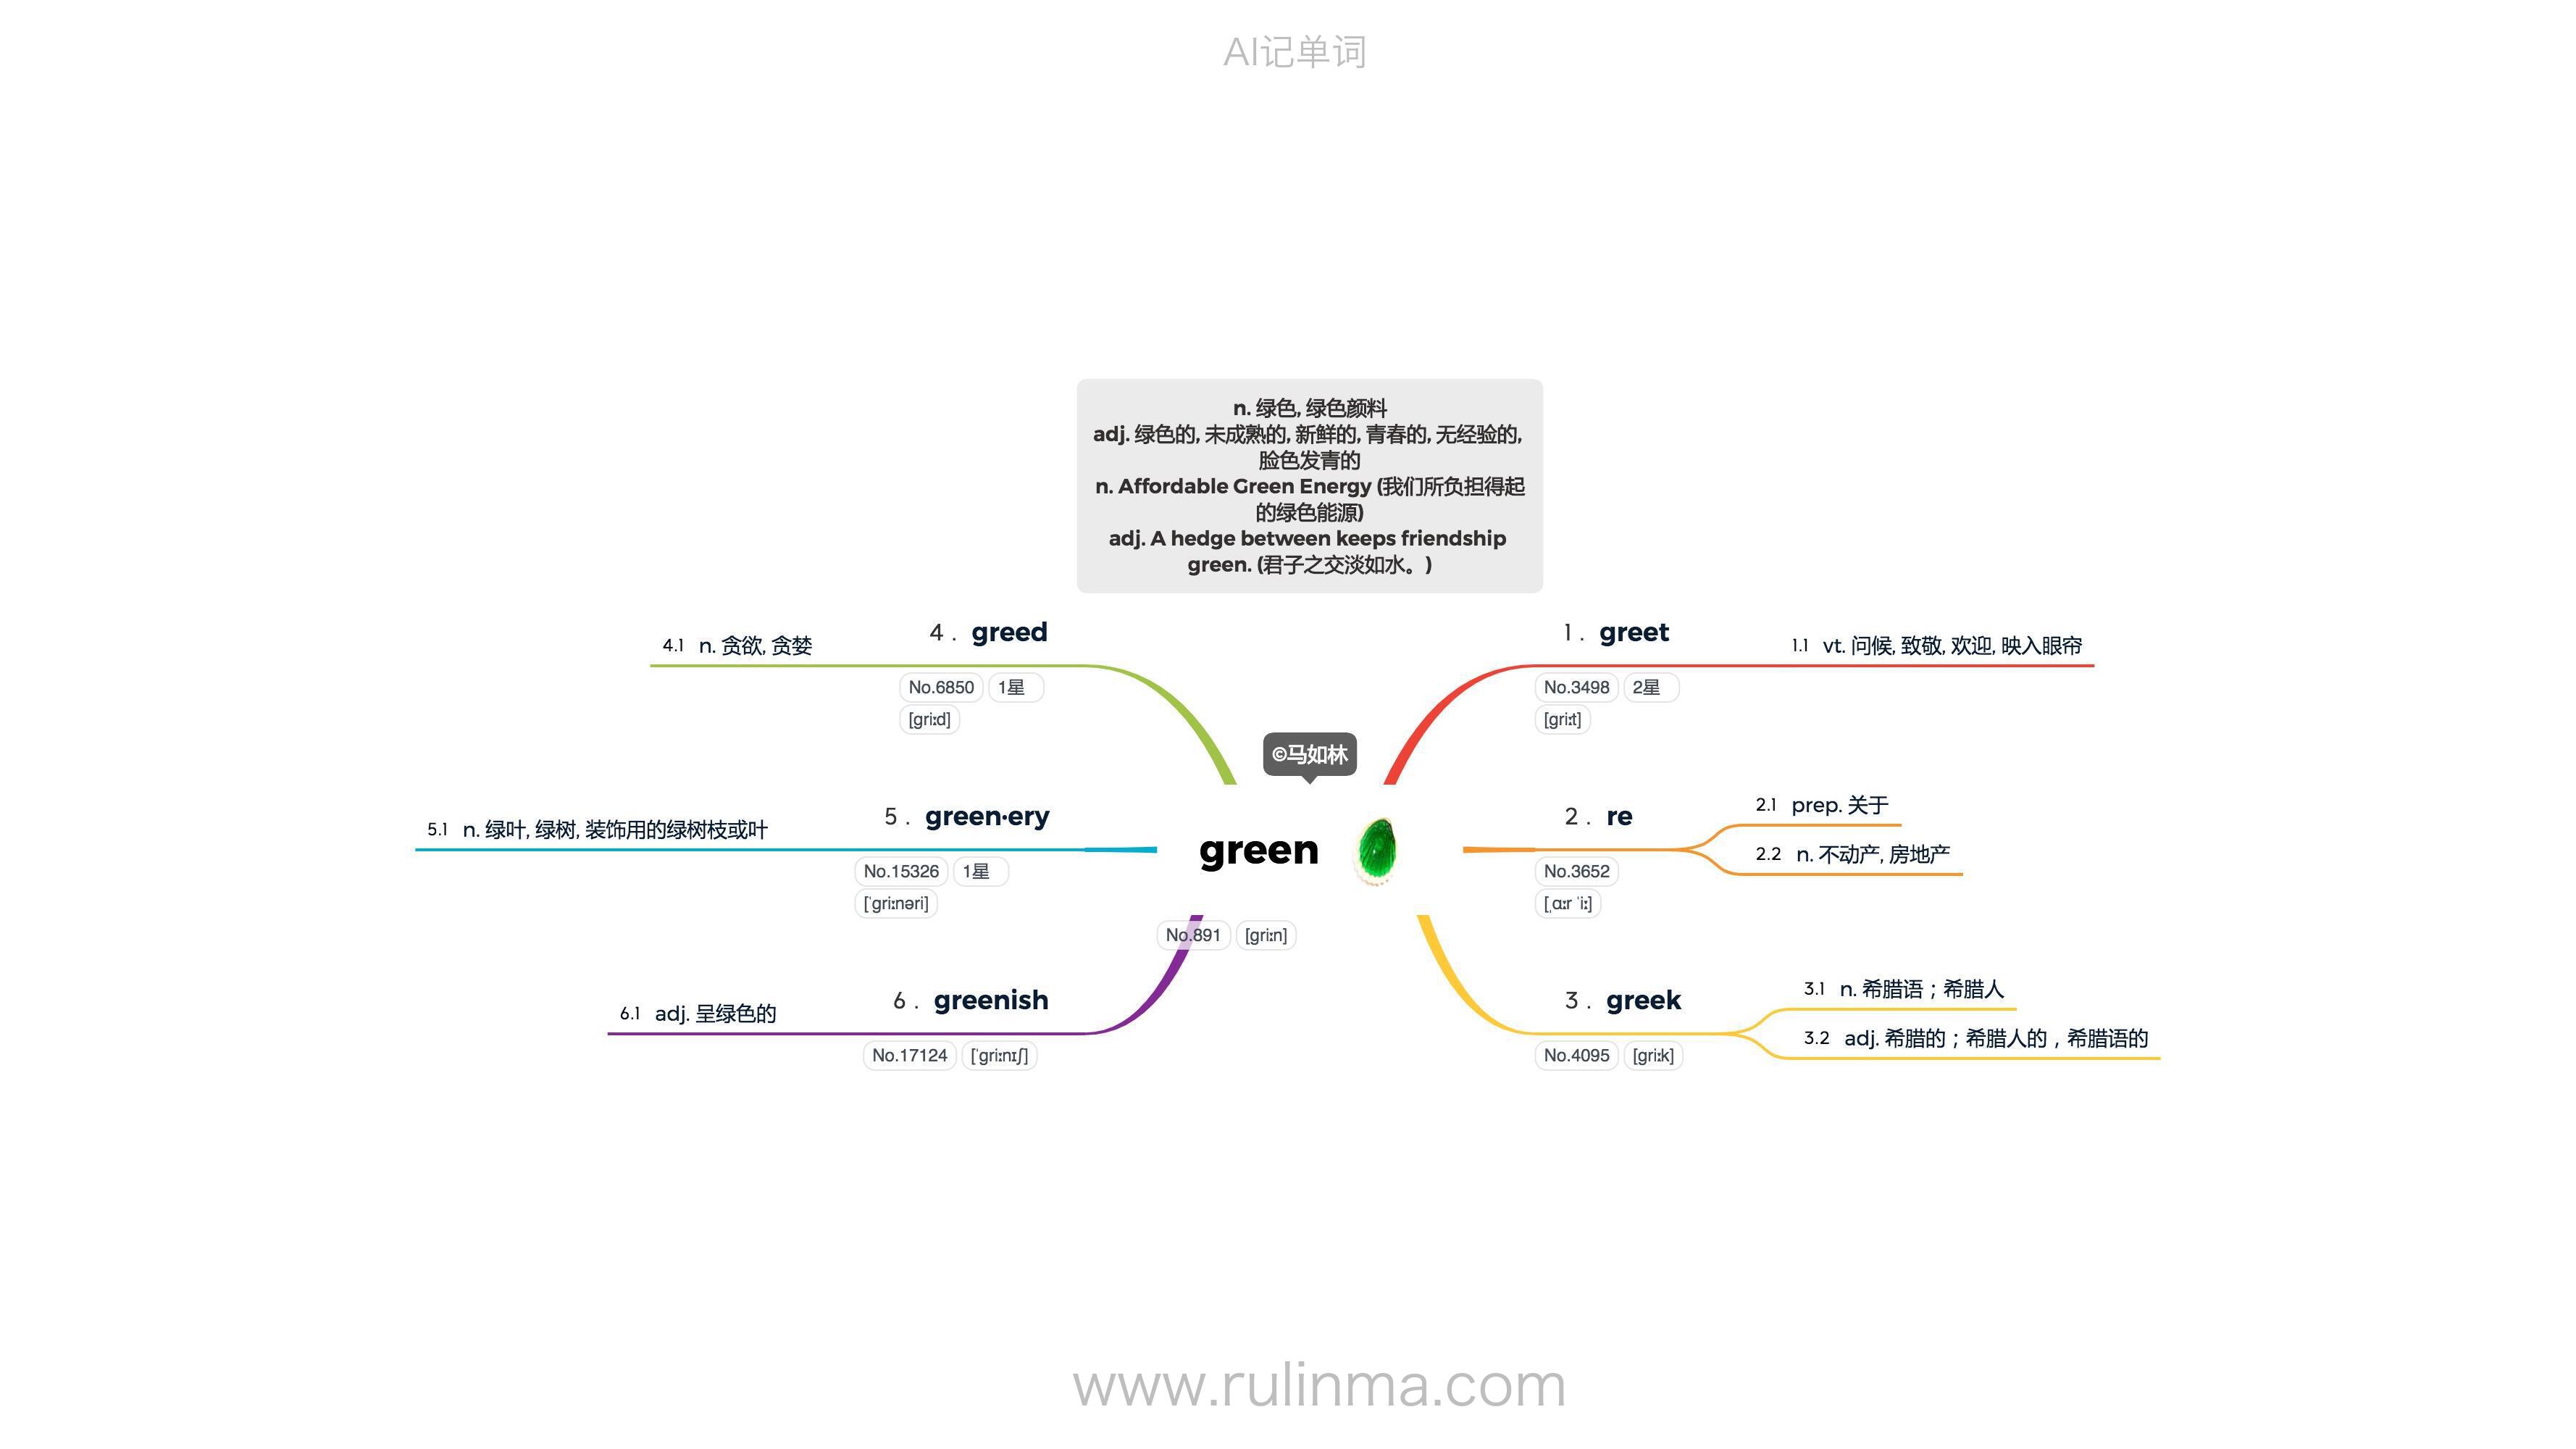 AI记单词
n. 绿色, 绿色颜料
adj. 绿色的, 未成熟的, 新鲜的, 青春的, 无经验的,
脸色发青的
n. Affordable Green Energy (我们所负担得起
的绿色能源)
adj. A hedge between keeps friendship
green. (君子之交淡如水。)
©马如林
green
No.891 [griːn]
1 . greet
No.3498 2星
[griːt]
1.1 vt. 问候, 致敬, 欢迎, 映入眼帘
2 . re
No.3652
[ˌɑːr ˈiː]
2.1 prep. 关于
2.2 n. 不动产, 房地产
3 . greek
No.4095 [griːk]
3.1 n. 希腊语；希腊人
3.2 adj. 希腊的；希腊人的，希腊语的
4 . greed
No.6850 1星
[griːd]
4.1 n. 贪欲, 贪婪
5 . green·ery
No.15326 1星
[ˈgriːnəri]
5.1 n. 绿叶, 绿树, 装饰用的绿树枝或叶
6 . greenish
No.17124 [ˈgriːnɪʃ]
6.1 adj. 呈绿色的
www.rulinma.com